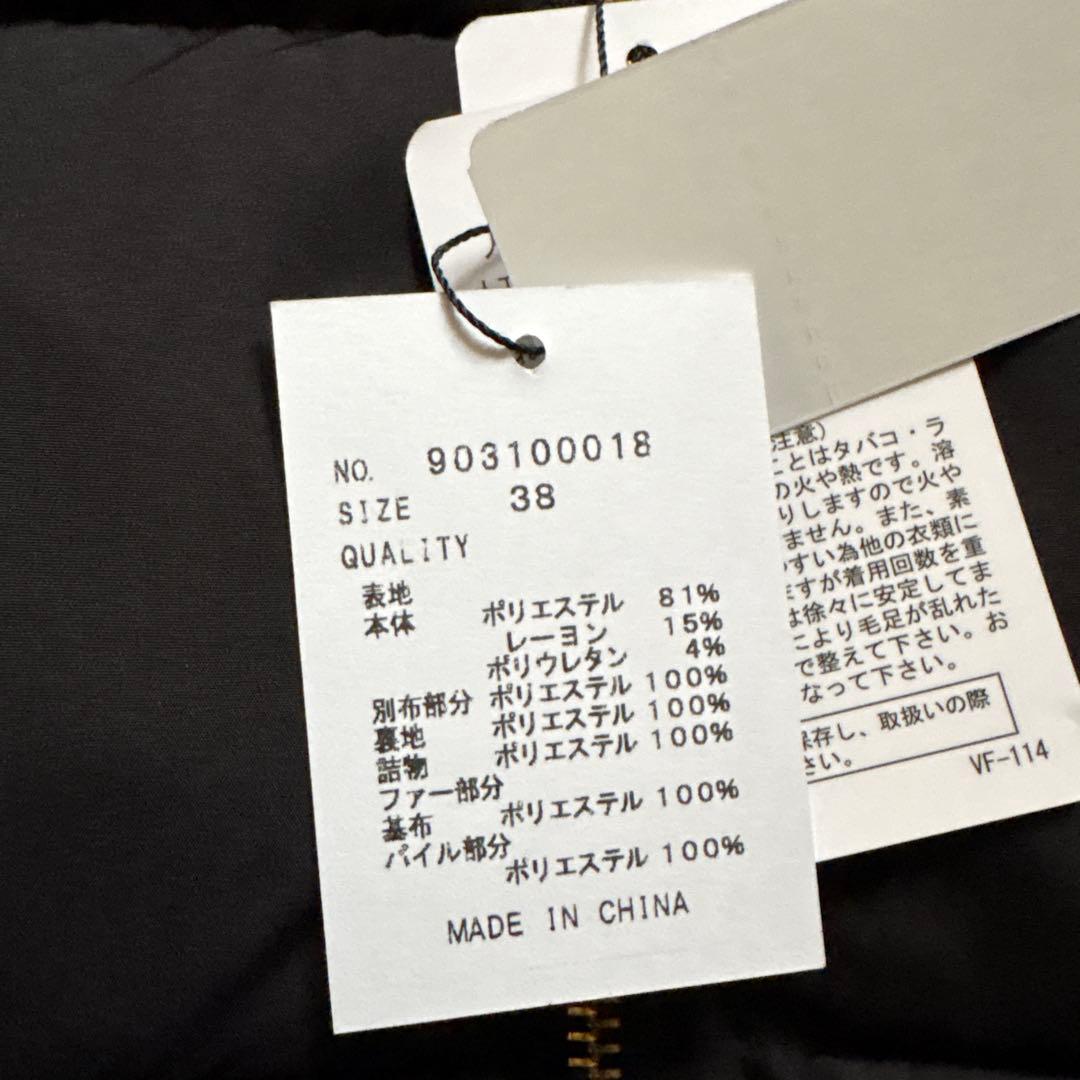 NO. 903100018
SIZE 38
QUALITY
表地
本体 ポリエステル 81%
レーヨン 15%
ポリウレタン 4%
別布部分 ポリエステル 100%
裏地 ポリエステル 100%
詰物 ポリエステル 100%
ファー部分
基布 ポリエステル 100%
パイル部分
ポリエステル 100%
MADE IN CHINA
注意)
ことはタバコ・ラ
の火や熱です。溶
りしますので火や
ません。また、素
すい為他の衣類に
ますが着用回数を重
は徐々に安定してま
により毛足が乱れた
で整えて下さい。お
なって下さい。
保存し、取扱いの際
さい。
VF-114